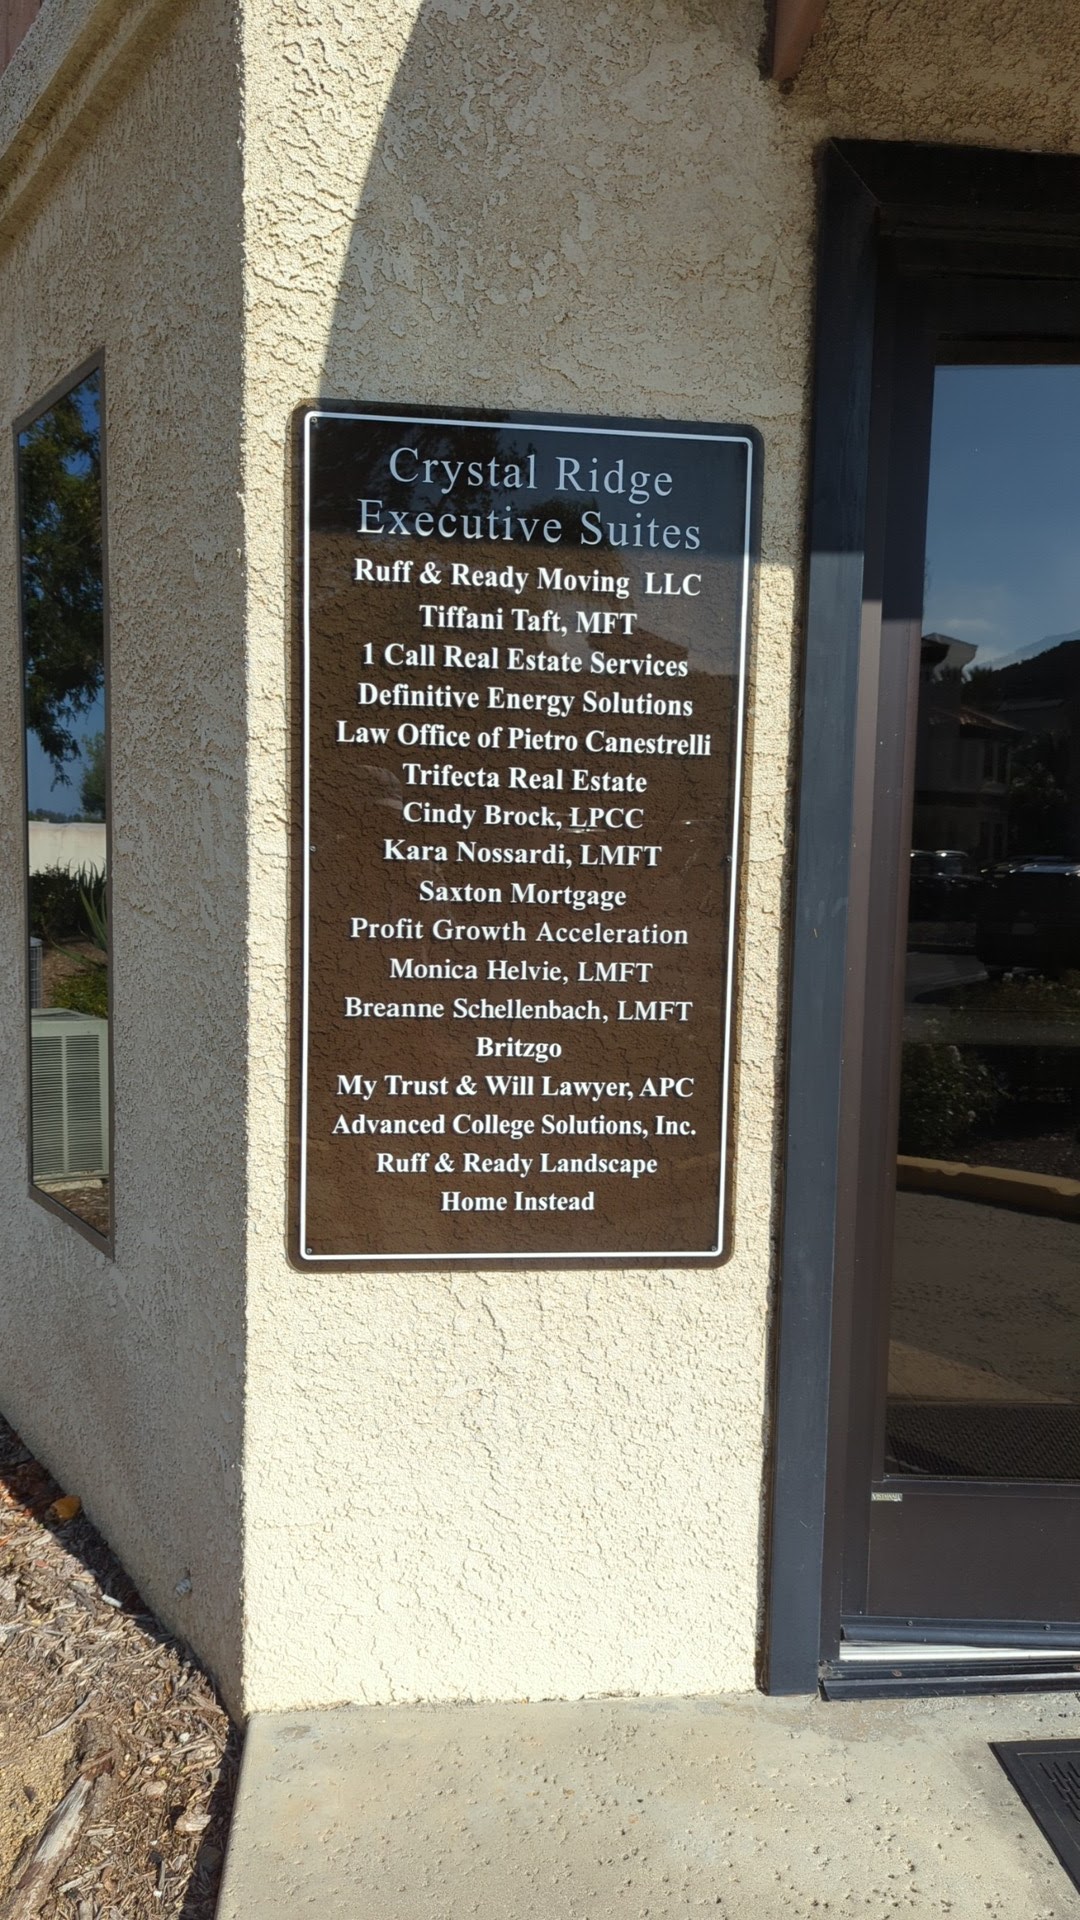 Crystal Ridge
Executive Suites
Ruff & Ready Moving LLC
Tiffani Taft, MFT
1 Call Real Estate Services
Definitive Energy Solutions
Law Office of Pietro Canestrelli
Trifecta Real Estate
Cindy Brock, LPCC
Kara Nossardi, LMFT
Saxton Mortgage
Profit Growth Acceleration
Monica Helvie, LMFT
Breanne Schellenbach, LMFT
Britzgo
My Trust & Will Lawyer, APC
Advanced College Solutions, Inc.
Ruff & Ready Landscape
Home Instead